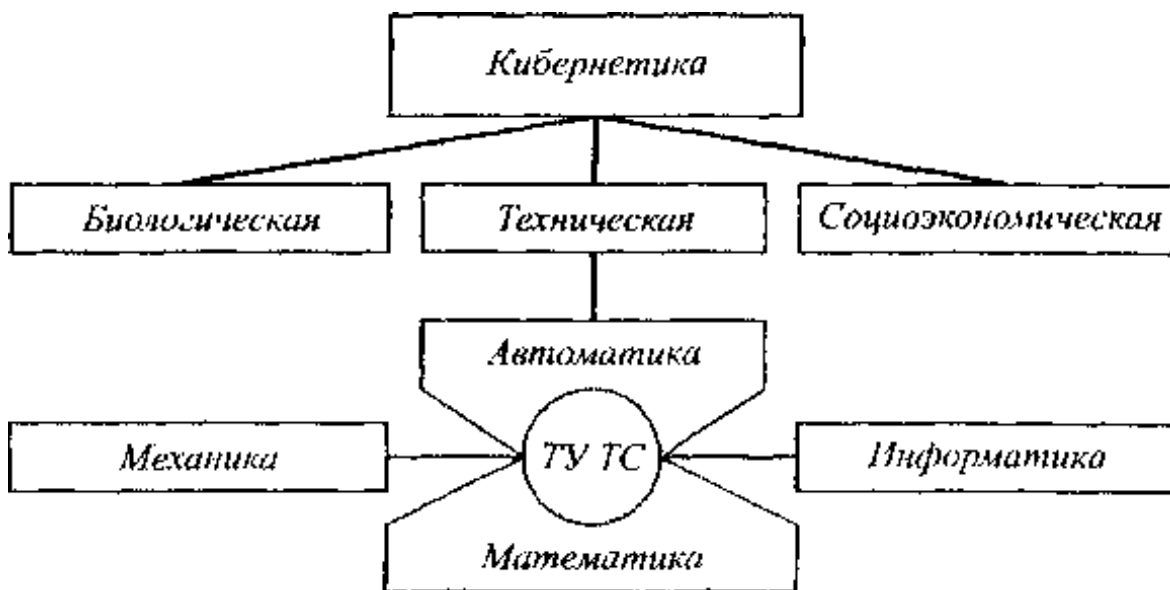 Кибернетика
Биологическая
Техническая
Социоэкономическая
Автоматика
Механика
ТУ ТС
Информатика
Математика